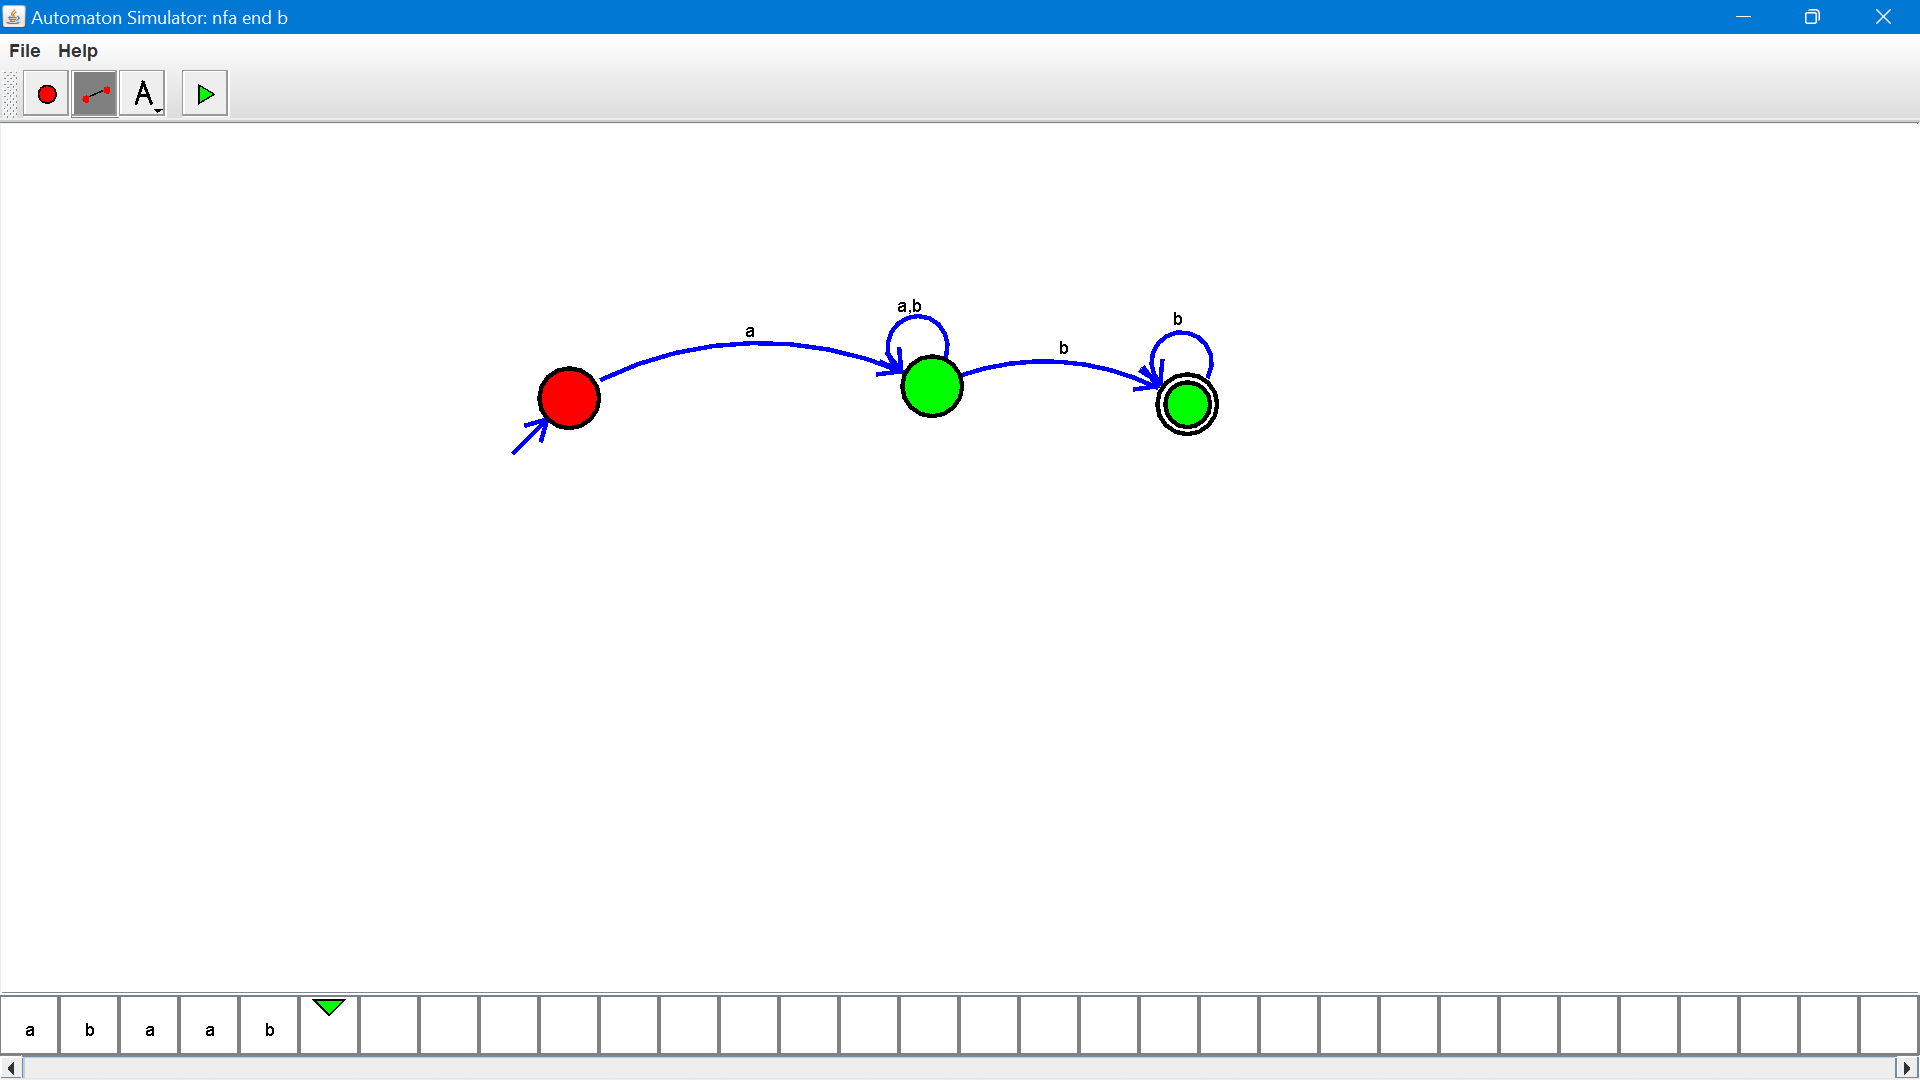 Automaton Simulator: nfa end b
File Help
A
a,b
b
a
b
a b a a b